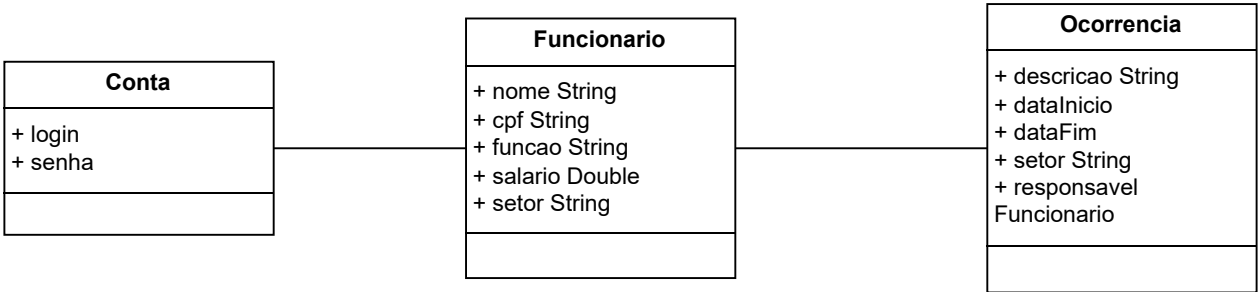 Conta
+ login
+ senha
Funcionario
+ nome String
+ cpf String
+ funcao String
+ salario Double
+ setor String
Ocorrencia
+ descricao String
+ dataInicio
+ dataFim
+ setor String
+ responsavel
Funcionario